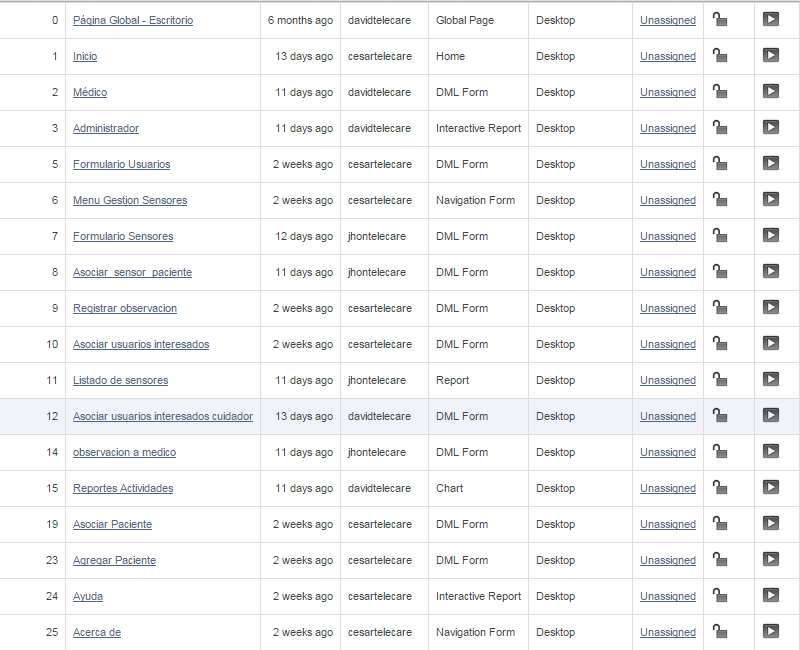 0 Página Global - Escritorio 6 months ago davidtelecare Global Page Desktop Unassigned
1 Inicio 13 days ago cesartelecare Home Desktop Unassigned
2 Médico 11 days ago davidtelecare DML Form Desktop Unassigned
3 Administrador 11 days ago davidtelecare Interactive Report Desktop Unassigned
5 Formulario Usuarios 2 weeks ago cesartelecare DML Form Desktop Unassigned
6 Menu Gestion Sensores 2 weeks ago cesartelecare Navigation Form Desktop Unassigned
7 Formulario Sensores 12 days ago jhontelecare DML Form Desktop Unassigned
8 Asociar_sensor_paciente 11 days ago jhontelecare DML Form Desktop Unassigned
9 Registrar observacion 2 weeks ago cesartelecare DML Form Desktop Unassigned
10 Asociar usuarios interesados 2 weeks ago cesartelecare DML Form Desktop Unassigned
11 Listado de sensores 11 days ago jhontelecare Report Desktop Unassigned
12 Asociar usuarios interesados cuidador 13 days ago davidtelecare DML Form Desktop Unassigned
14 observacion a medico 11 days ago jhontelecare DML Form Desktop Unassigned
15 Reportes Actividades 11 days ago davidtelecare Chart Desktop Unassigned
19 Asociar Paciente 2 weeks ago cesartelecare DML Form Desktop Unassigned
23 Agregar Paciente 2 weeks ago cesartelecare DML Form Desktop Unassigned
24 Ayuda 2 weeks ago cesartelecare Interactive Report Desktop Unassigned
25 Acerca de 2 weeks ago cesartelecare Navigation Form Desktop Unassigned